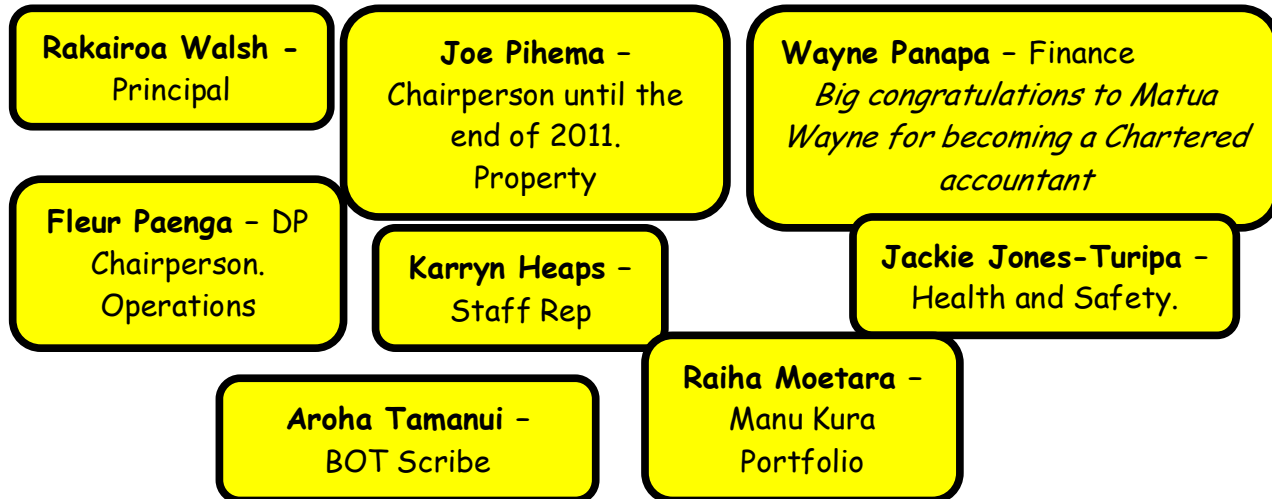 Rakairoa Walsh –
Principal
Joe Pihema –
Chairperson until the
end of 2011.
Property
Wayne Panapa – Finance
Big congratulations to Matua
Wayne for becoming a Chartered
accountant
Fleur Paenga – DP
Chairperson.
Operations
Karryn Heaps –
Staff Rep
Jackie Jones-Turipa –
Health and Safety.
Aroha Tamanui –
BOT Scribe
Raiha Moetara –
Manu Kura
Portfolio